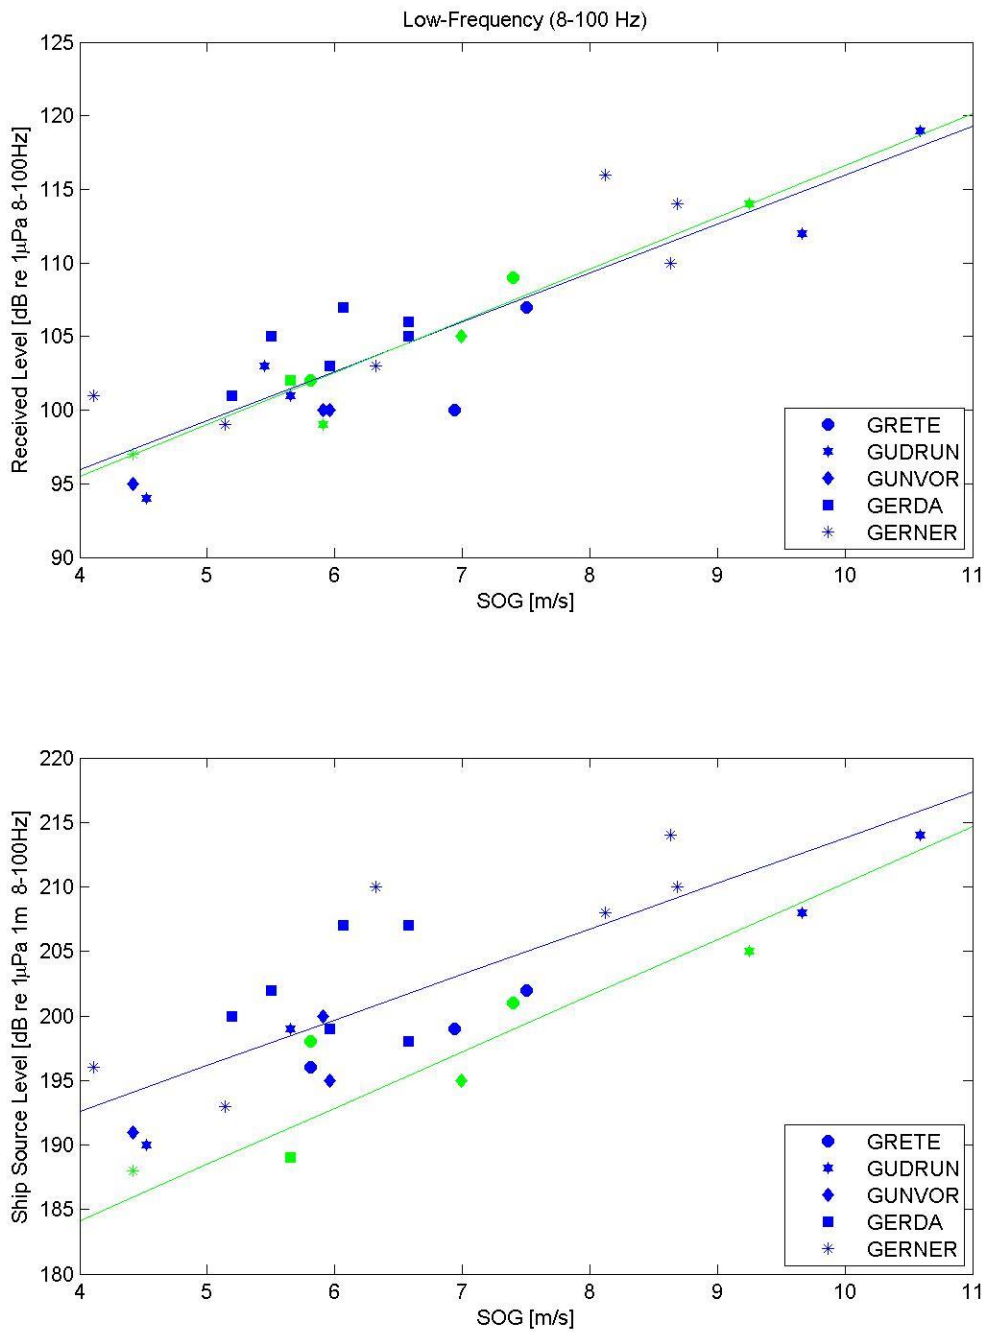 Low-Frequency (8-100 Hz)
125
120
115
110
105
100
95
90
Received Level [dB re 1μPa 8-100Hz]
GRETE
GUDRUN
GUNVOR
GERDA
GERNER
4 5 6 7 8 9 10 11
SOG [m/s]
220
215
210
205
200
195
190
185
180
Ship Source Level [dB re 1μPa 1m 8-100Hz]
GRETE
GUDRUN
GUNVOR
GERDA
GERNER
4 5 6 7 8 9 10 11
SOG [m/s]